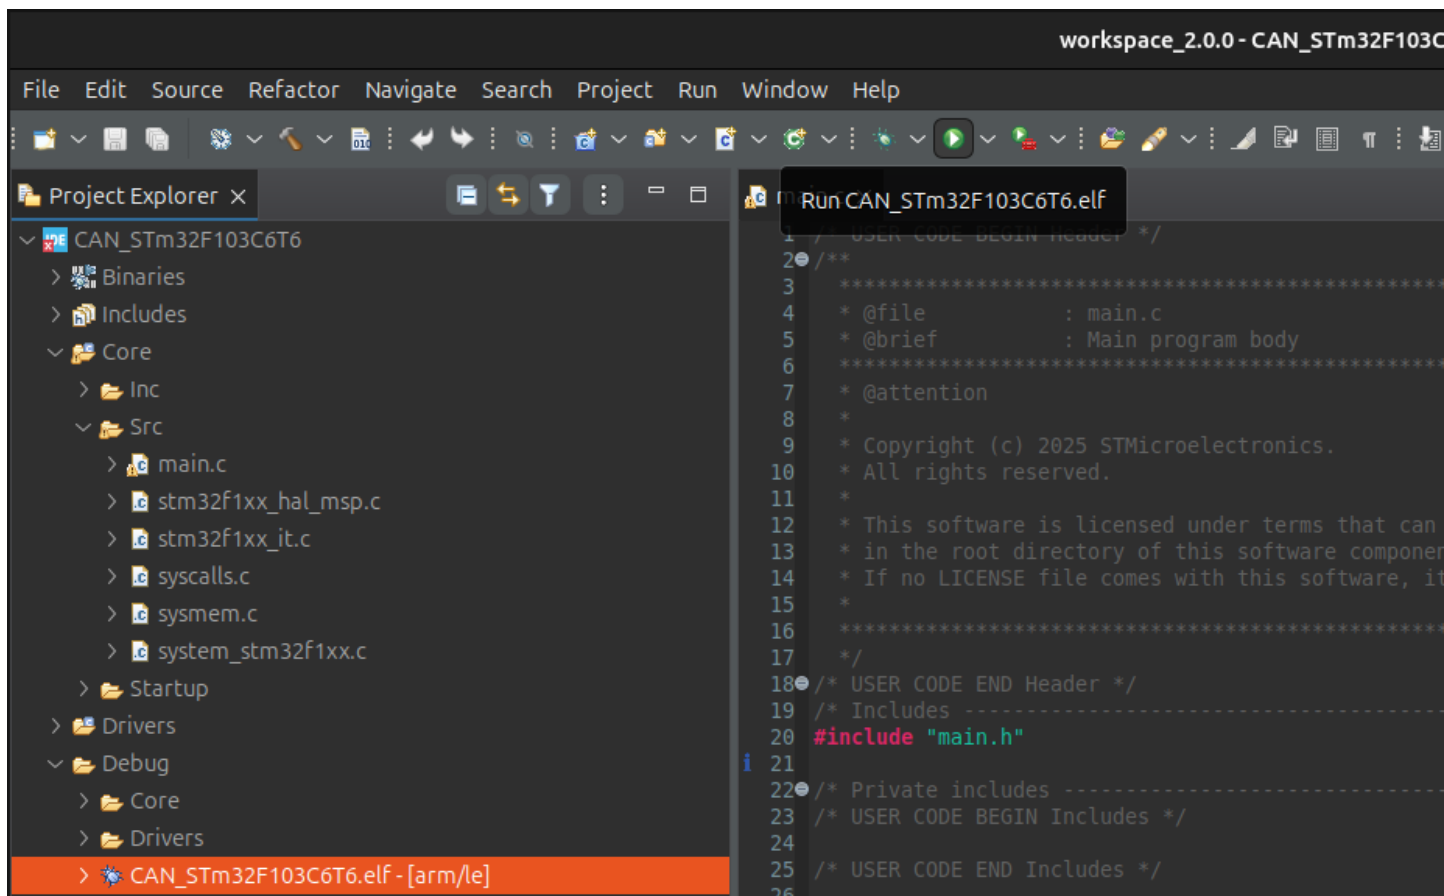 workspace_2.0.0 - CAN_STm32F103C
File Edit Source Refactor Navigate Search Project Run Window Help
Project Explorer
Run CAN_STm32F103C6T6.elf
CAN_STm32F103C6T6
Binaries
Includes
Core
Inc
Src
main.c
stm32f1xx_hal_msp.c
stm32f1xx_it.c
syscalls.c
sysmem.c
system_stm32f1xx.c
Startup
Drivers
Debug
Core
Drivers
CAN_STm32F103C6T6.elf - [arm/le]
1 /* USER CODE BEGIN Header */
2 /**
3 ************************************************
4 * @file : main.c
5 * @brief : Main program body
6 ************************************************
7 * @attention
8 *
9 * Copyright (c) 2025 STMicroelectronics.
10 * All rights reserved.
11 *
12 * This software is licensed under terms that can
13 * in the root directory of this software componen
14 * If no LICENSE file comes with this software, it
15 *
16 ************************************************
17 */
18 /* USER CODE END Header */
19 /* Includes ---------------------------------------
20 #include "main.h"
21
22 /* Private includes -------------------------------
23 /* USER CODE BEGIN Includes */
24
25 /* USER CODE END Includes */
26